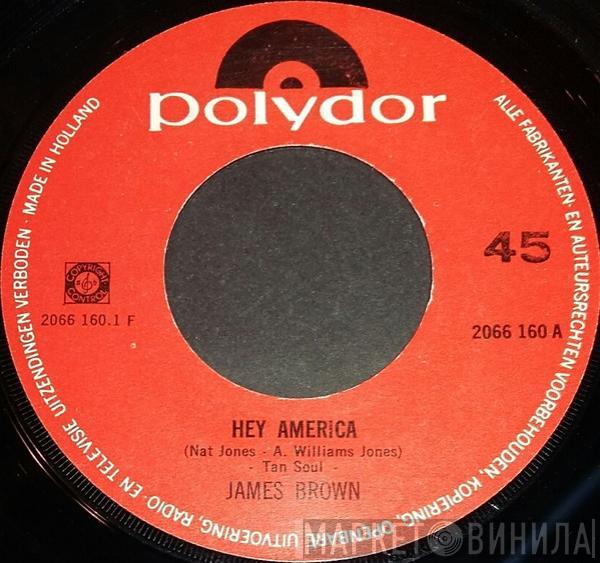 polydor
MADE IN HOLLAND · ALLE FABRIKANTEN- EN AUTEURSRECHTEN VOORBEHOUDEN, KOPIERING, OPENBARE UITVOERING, RADIO- EN TELEVISIE UITZENDINGEN VERBODEN ·
45
COPYRIGHT CONTROL
2066 160.1 F
2066 160 A
HEY AMERICA
(Nat Jones - A. Williams Jones)
- Tan Soul -
JAMES BROWN
МАРКЕТ ВИНИЛА